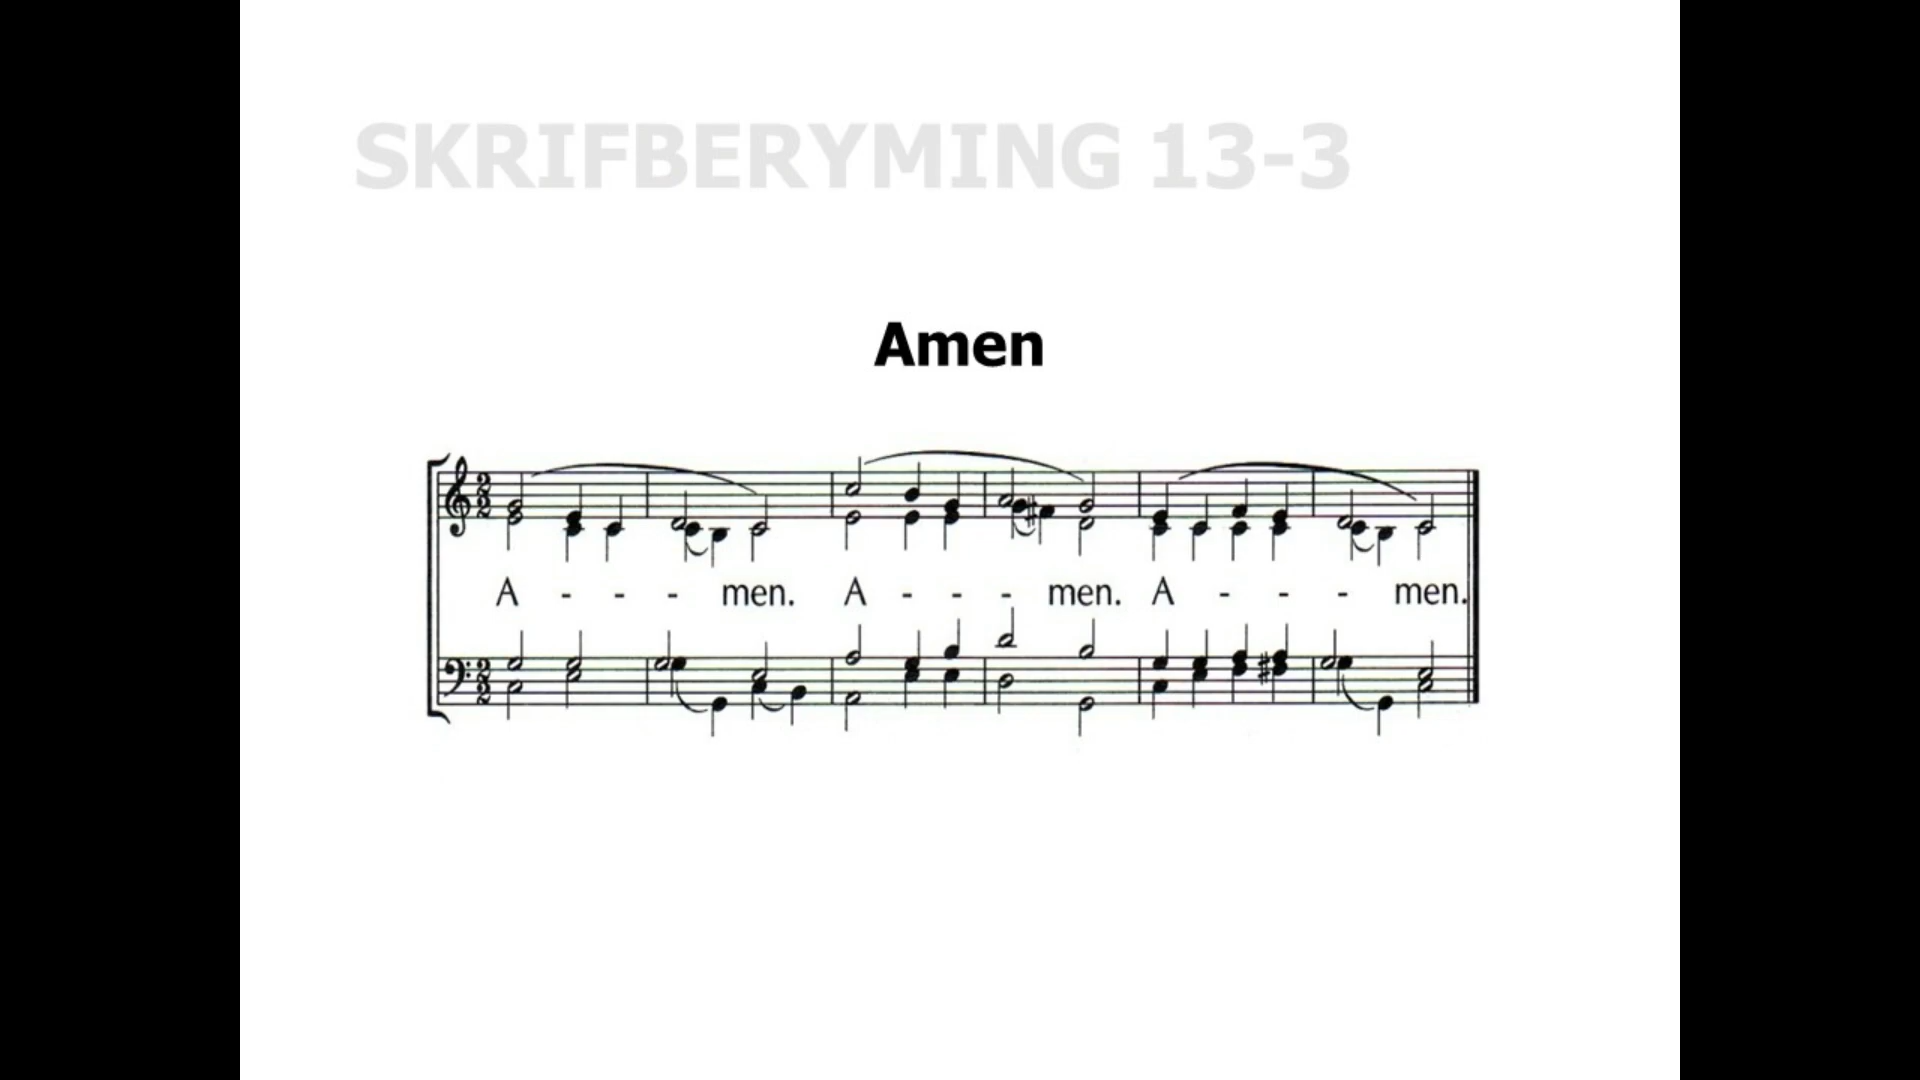 SKRIFBERYMING 13-3
Amen
A - - - men. A - - - men. A - - - men.